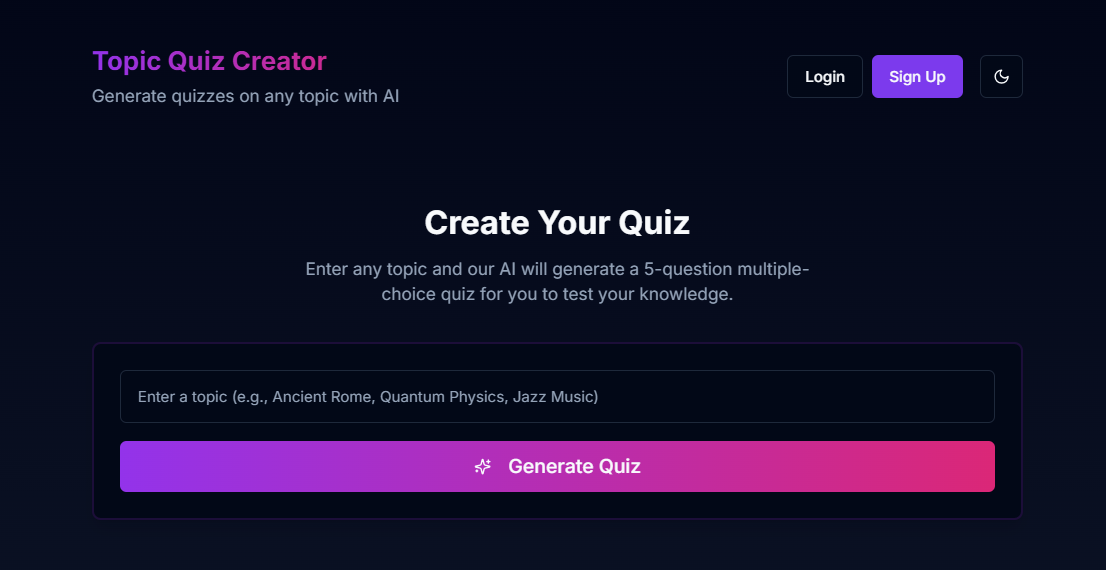 Topic Quiz Creator
Generate quizzes on any topic with AI
Login
Sign Up
Create Your Quiz
Enter any topic and our AI will generate a 5-question multiple-
choice quiz for you to test your knowledge.
Enter a topic (e.g., Ancient Rome, Quantum Physics, Jazz Music)
Generate Quiz